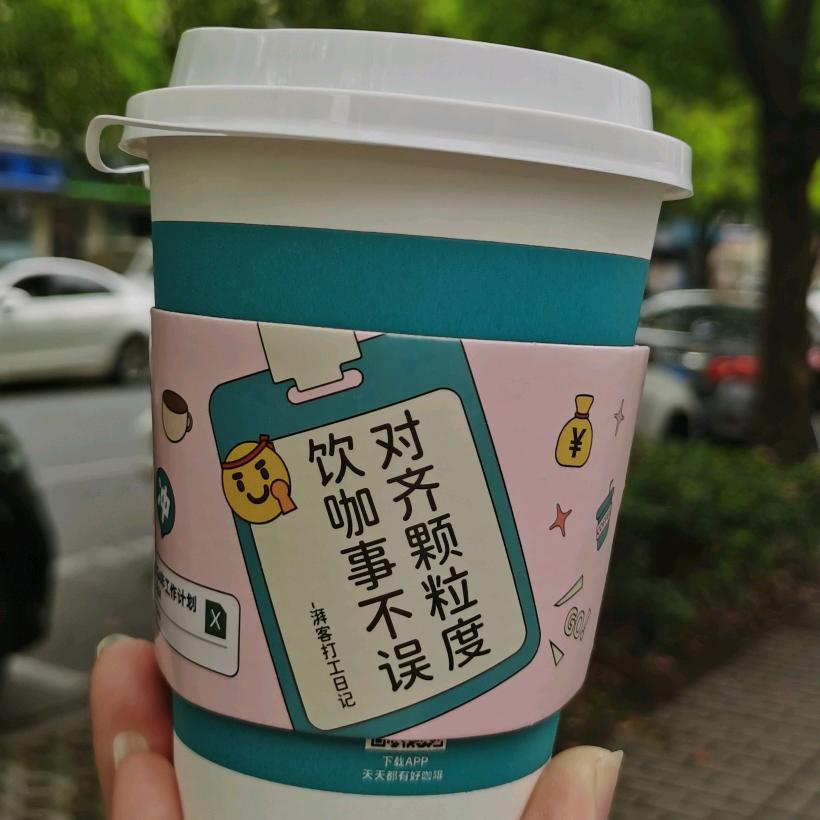 对齐颗粒度
饮咖事不误
-湃客打工日记
工作计划
X
¥
GO!
冲
下载APP
天天都有好咖啡